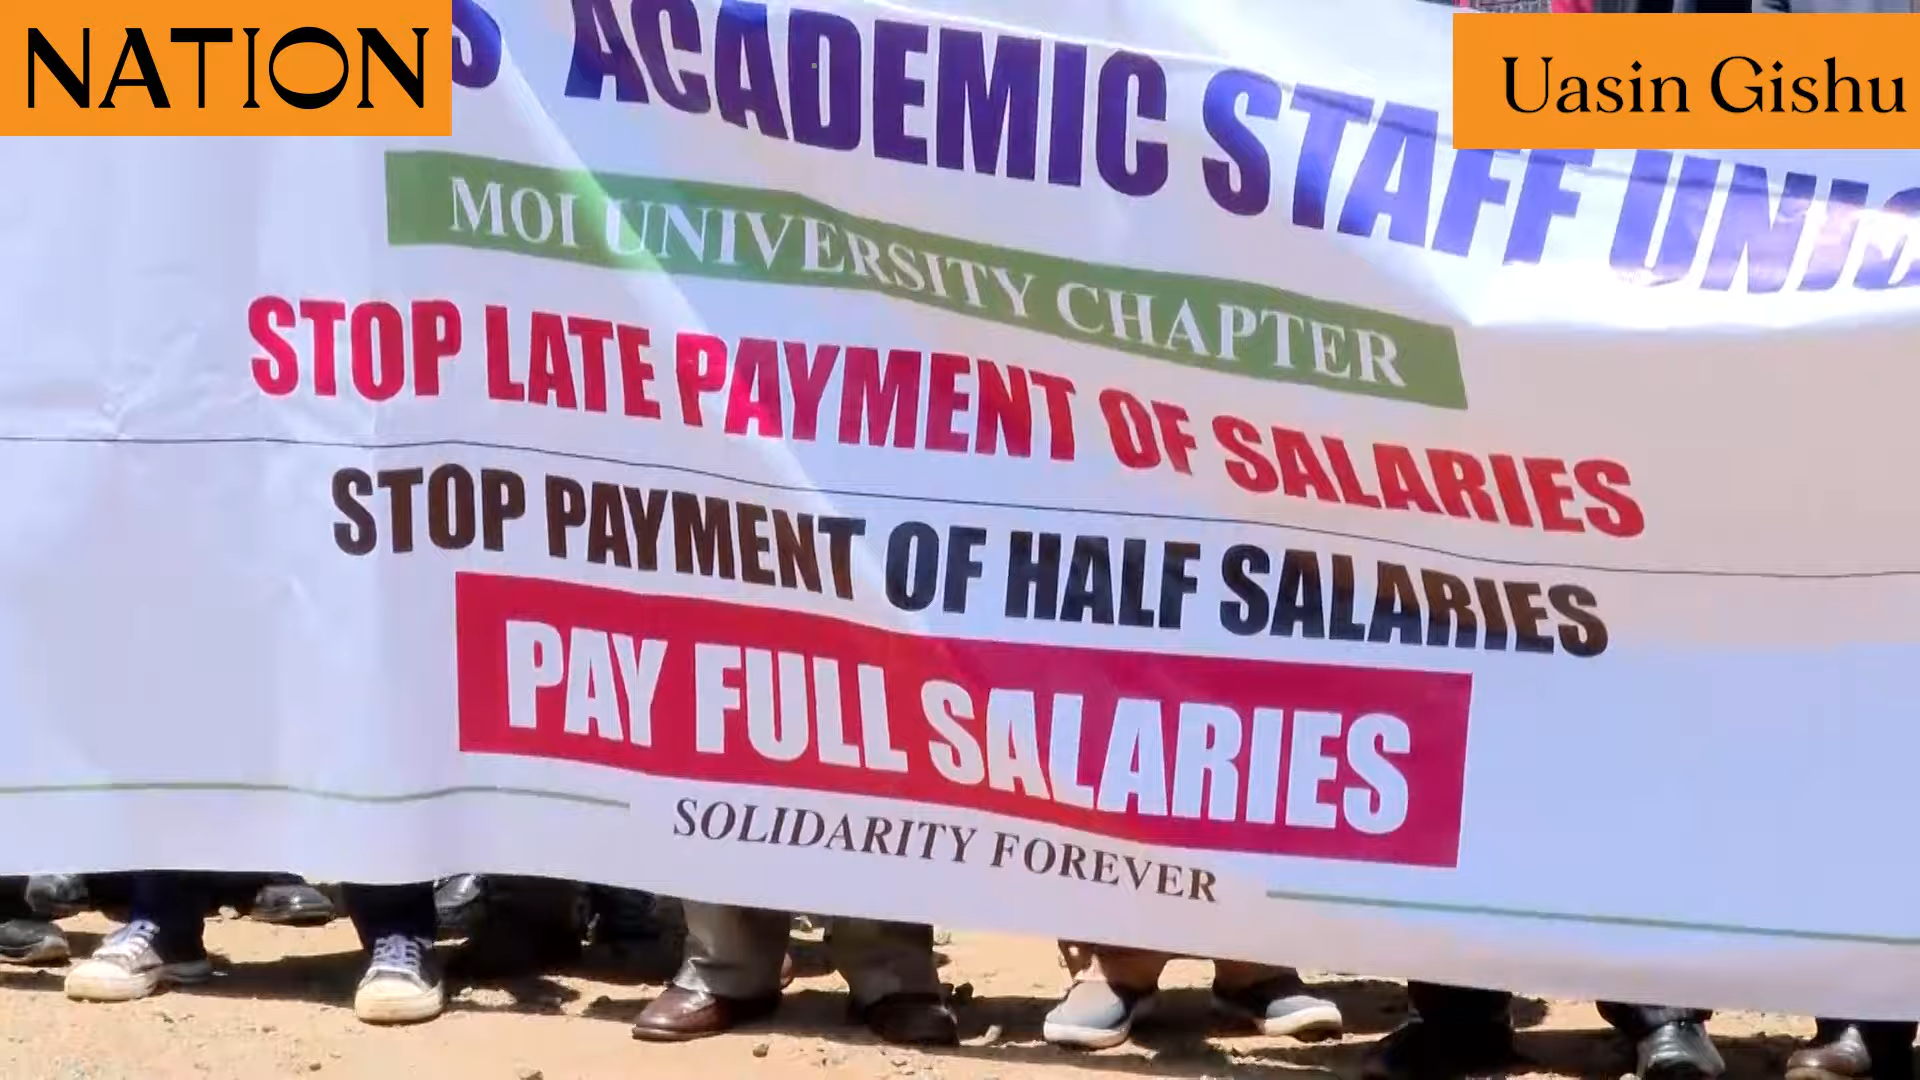 NATION
Uasin Gishu
ACADEMIC STAFF
MOI UNIVERSITY CHAPTER
STOP LATE PAYMENT OF SALARIES
STOP PAYMENT OF HALF SALARIES
PAY FULL SALARIES
SOLIDARITY FOREVER